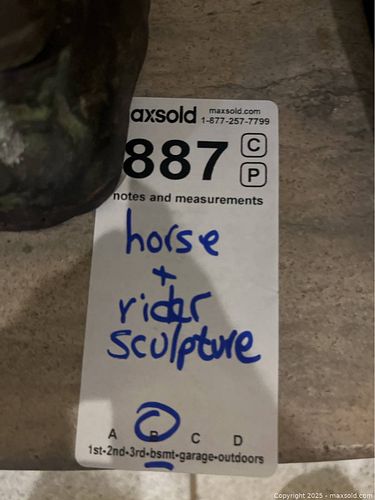 axsold maxsold.com
1-877-257-7799
887 C
P
notes and measurements
horse
+
rider
sculpture
A B C D
1st•2nd•3rd•bsmt•garage•outdoors
Copyright 2025 - maxsold.com